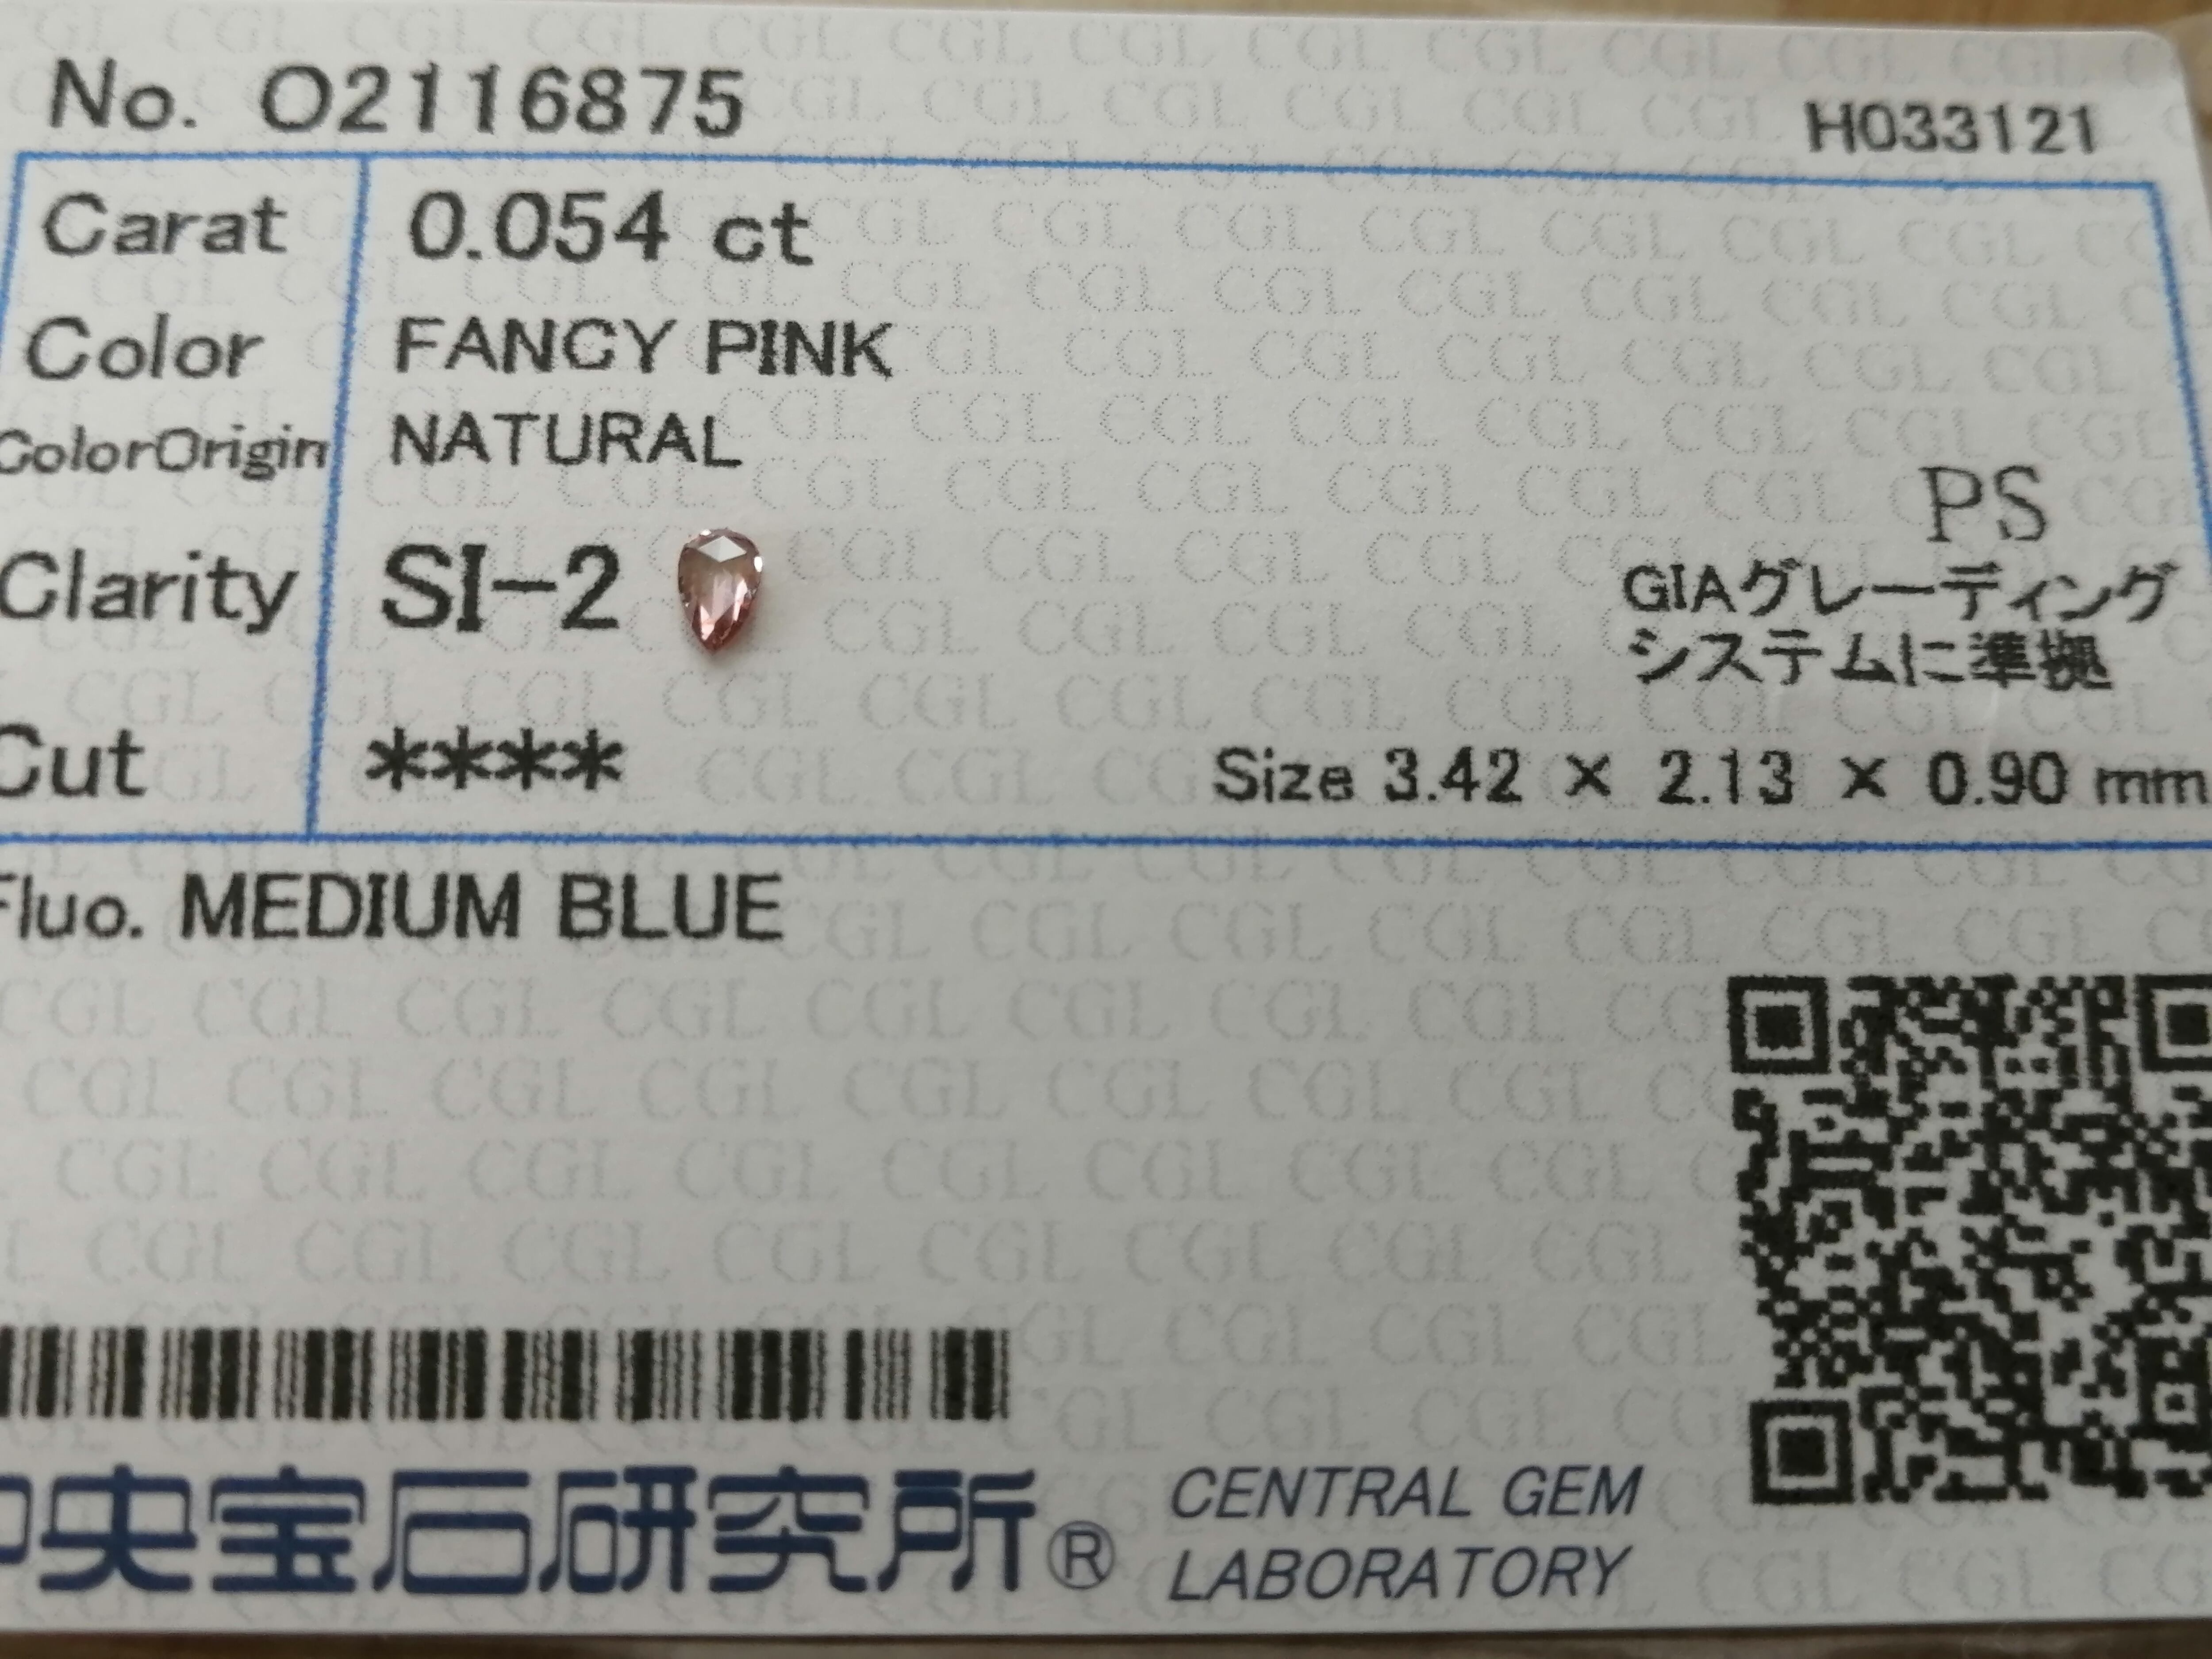 No. O2116875
H033121
Carat 0.054 ct
Color FANCY PINK
ColorOrigin NATURAL
Clarity SI-2
PS
GIAグレーディング
システムに準拠
Cut ****
Size 3.42 × 2.13 × 0.90 mm
Fluo. MEDIUM BLUE
中央宝石研究所®
CENTRAL GEM
LABORATORY